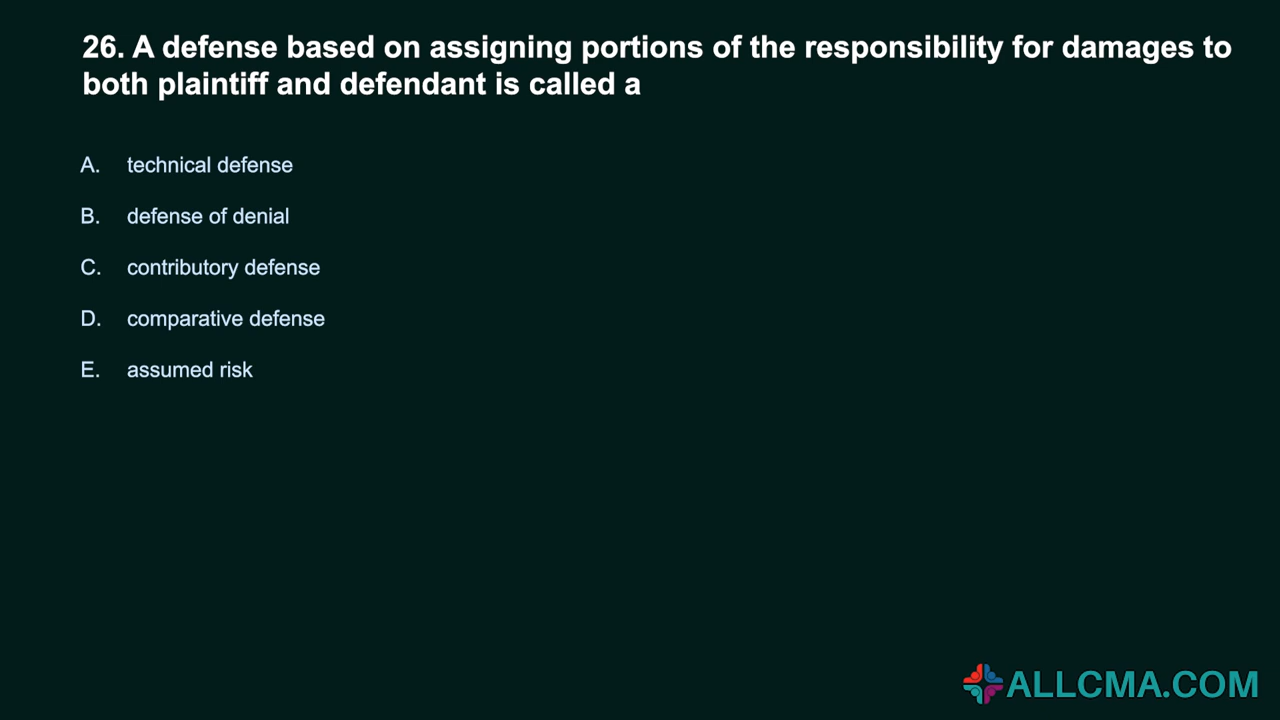 26. A defense based on assigning portions of the responsibility for damages to
both plaintiff and defendant is called a
A. technical defense
B. defense of denial
C. contributory defense
D. comparative defense
E. assumed risk
ALLCMA.COM